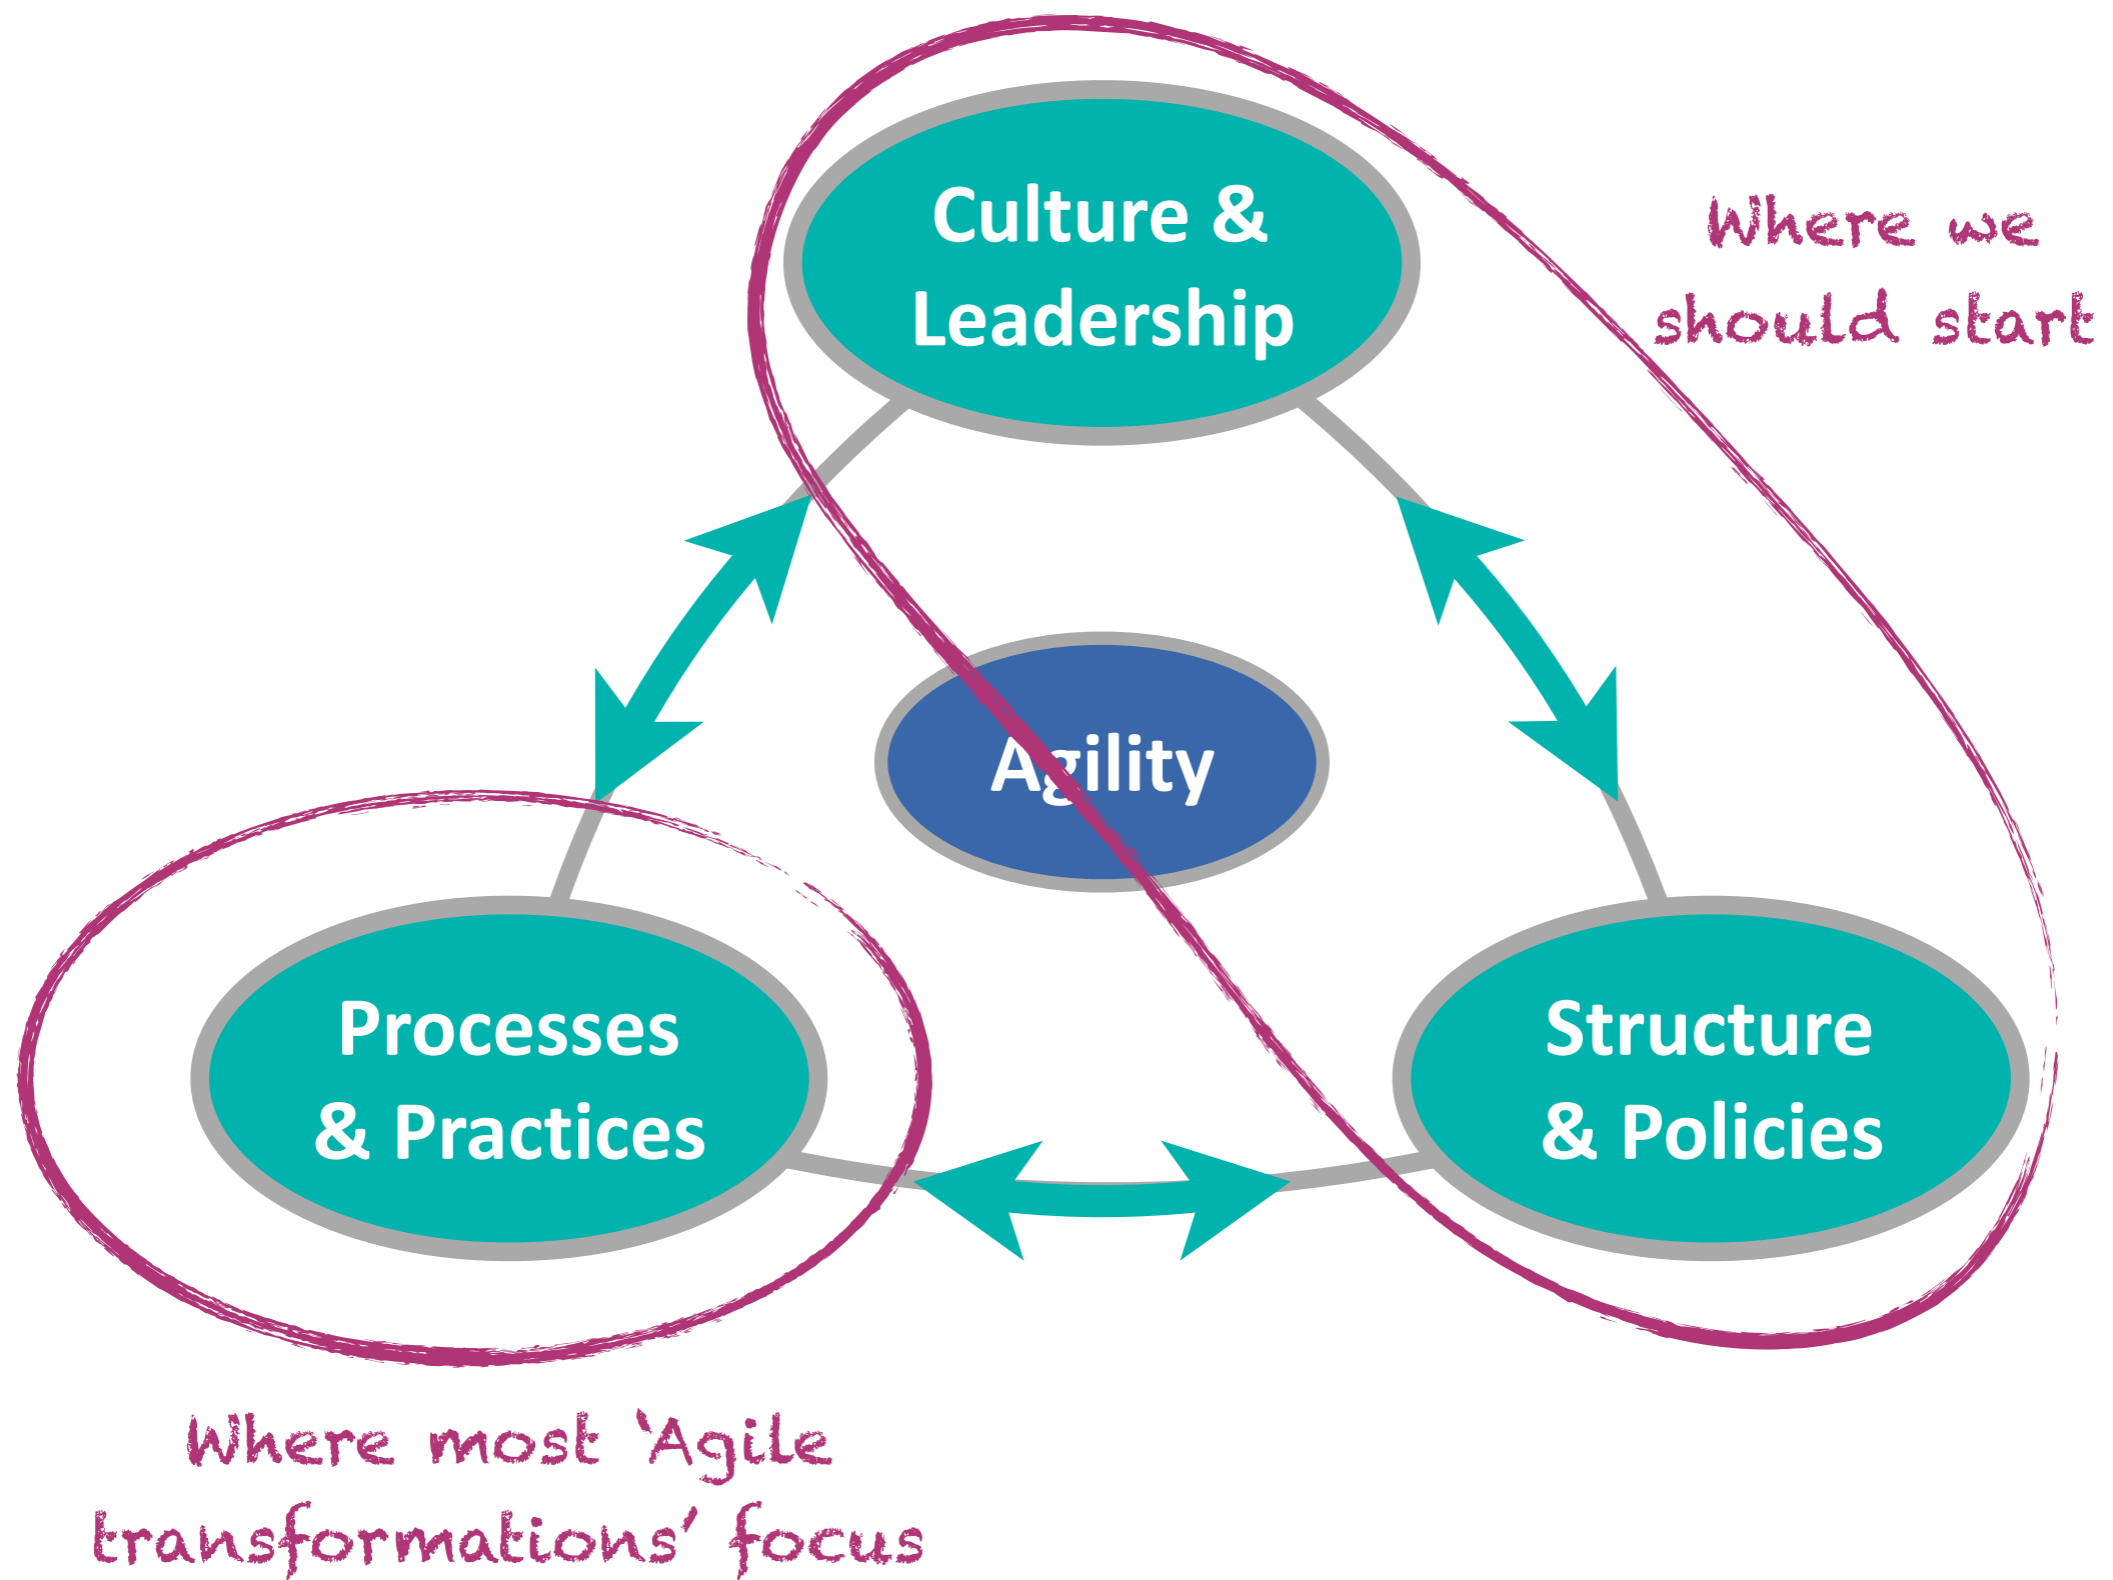 Culture &
Leadership
Where we
should start
Agility
Processes
& Practices
Structure
& Policies
Where most ‘Agile
transformations’ focus